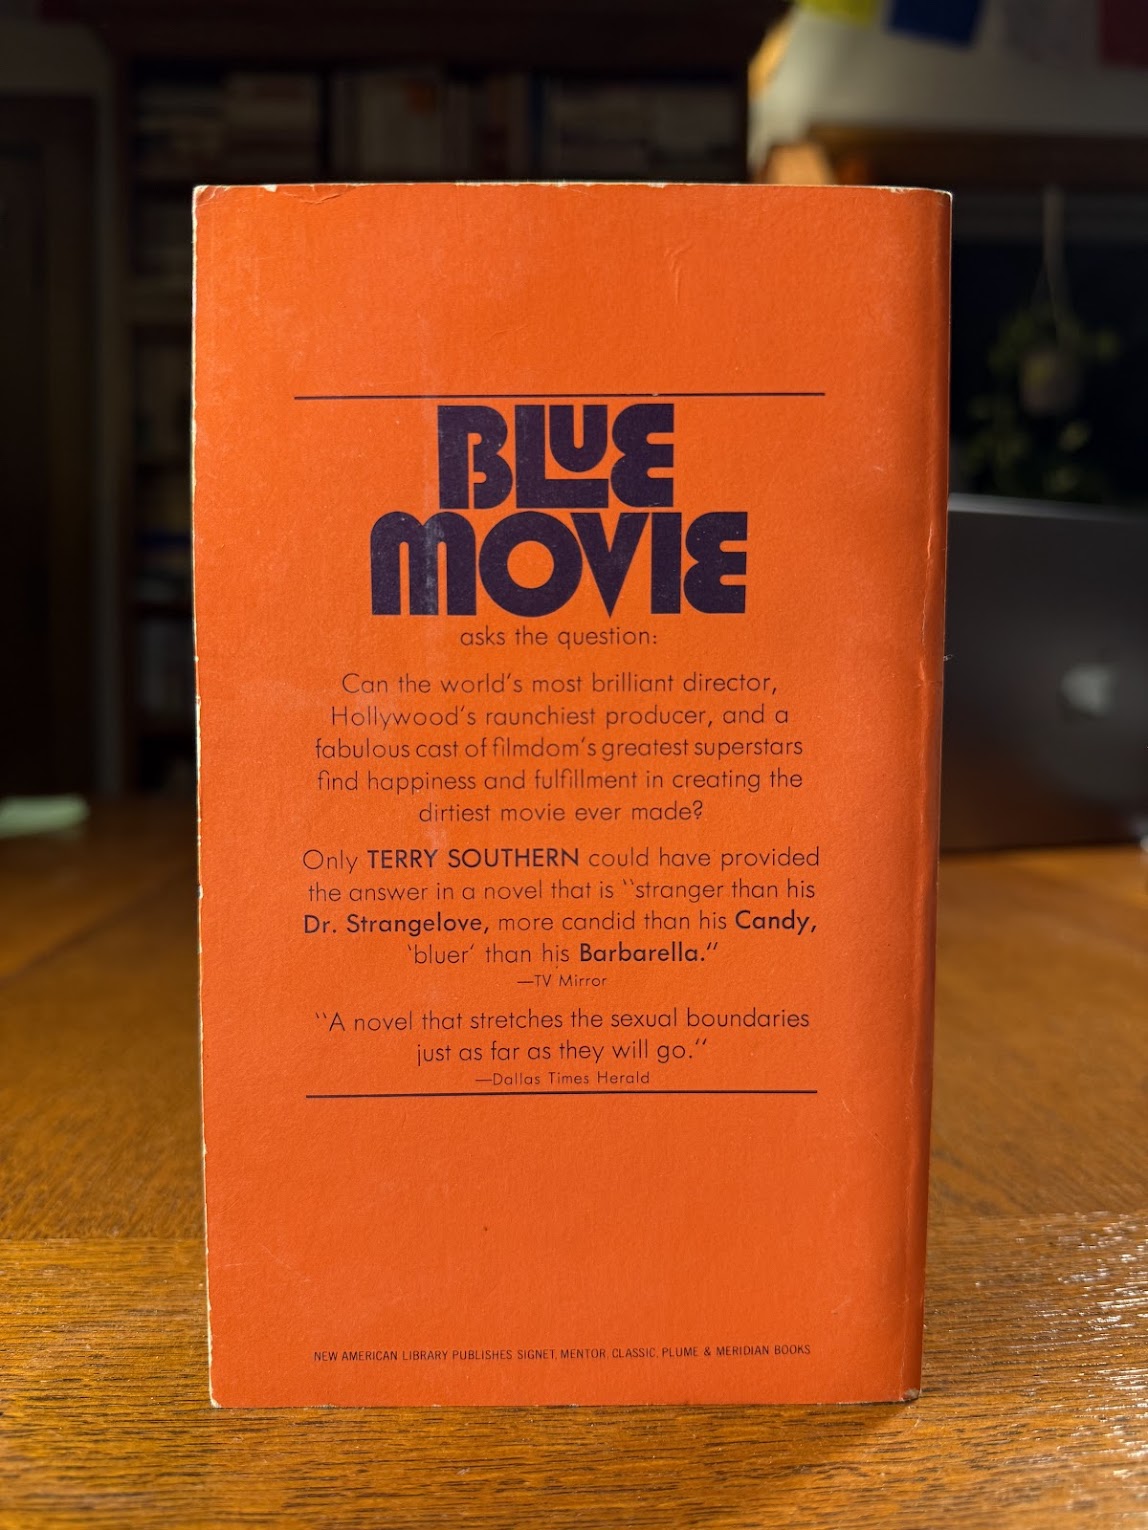 BLUE
MOVIE
asks the question:
Can the world's most brilliant director,
Hollywood's raunchiest producer, and a
fabulous cast of filmdom's greatest superstars
find happiness and fulfillment in creating the
dirtiest movie ever made?
Only TERRY SOUTHERN could have provided
the answer in a novel that is "stranger than his
Dr. Strangelove, more candid than his Candy,
'bluer' than his Barbarella."
—TV Mirror
"A novel that stretches the sexual boundaries
just as far as they will go."
—Dallas Times Herald
NEW AMERICAN LIBRARY PUBLISHES SIGNET, MENTOR, CLASSIC, PLUME & MERIDIAN BOOKS